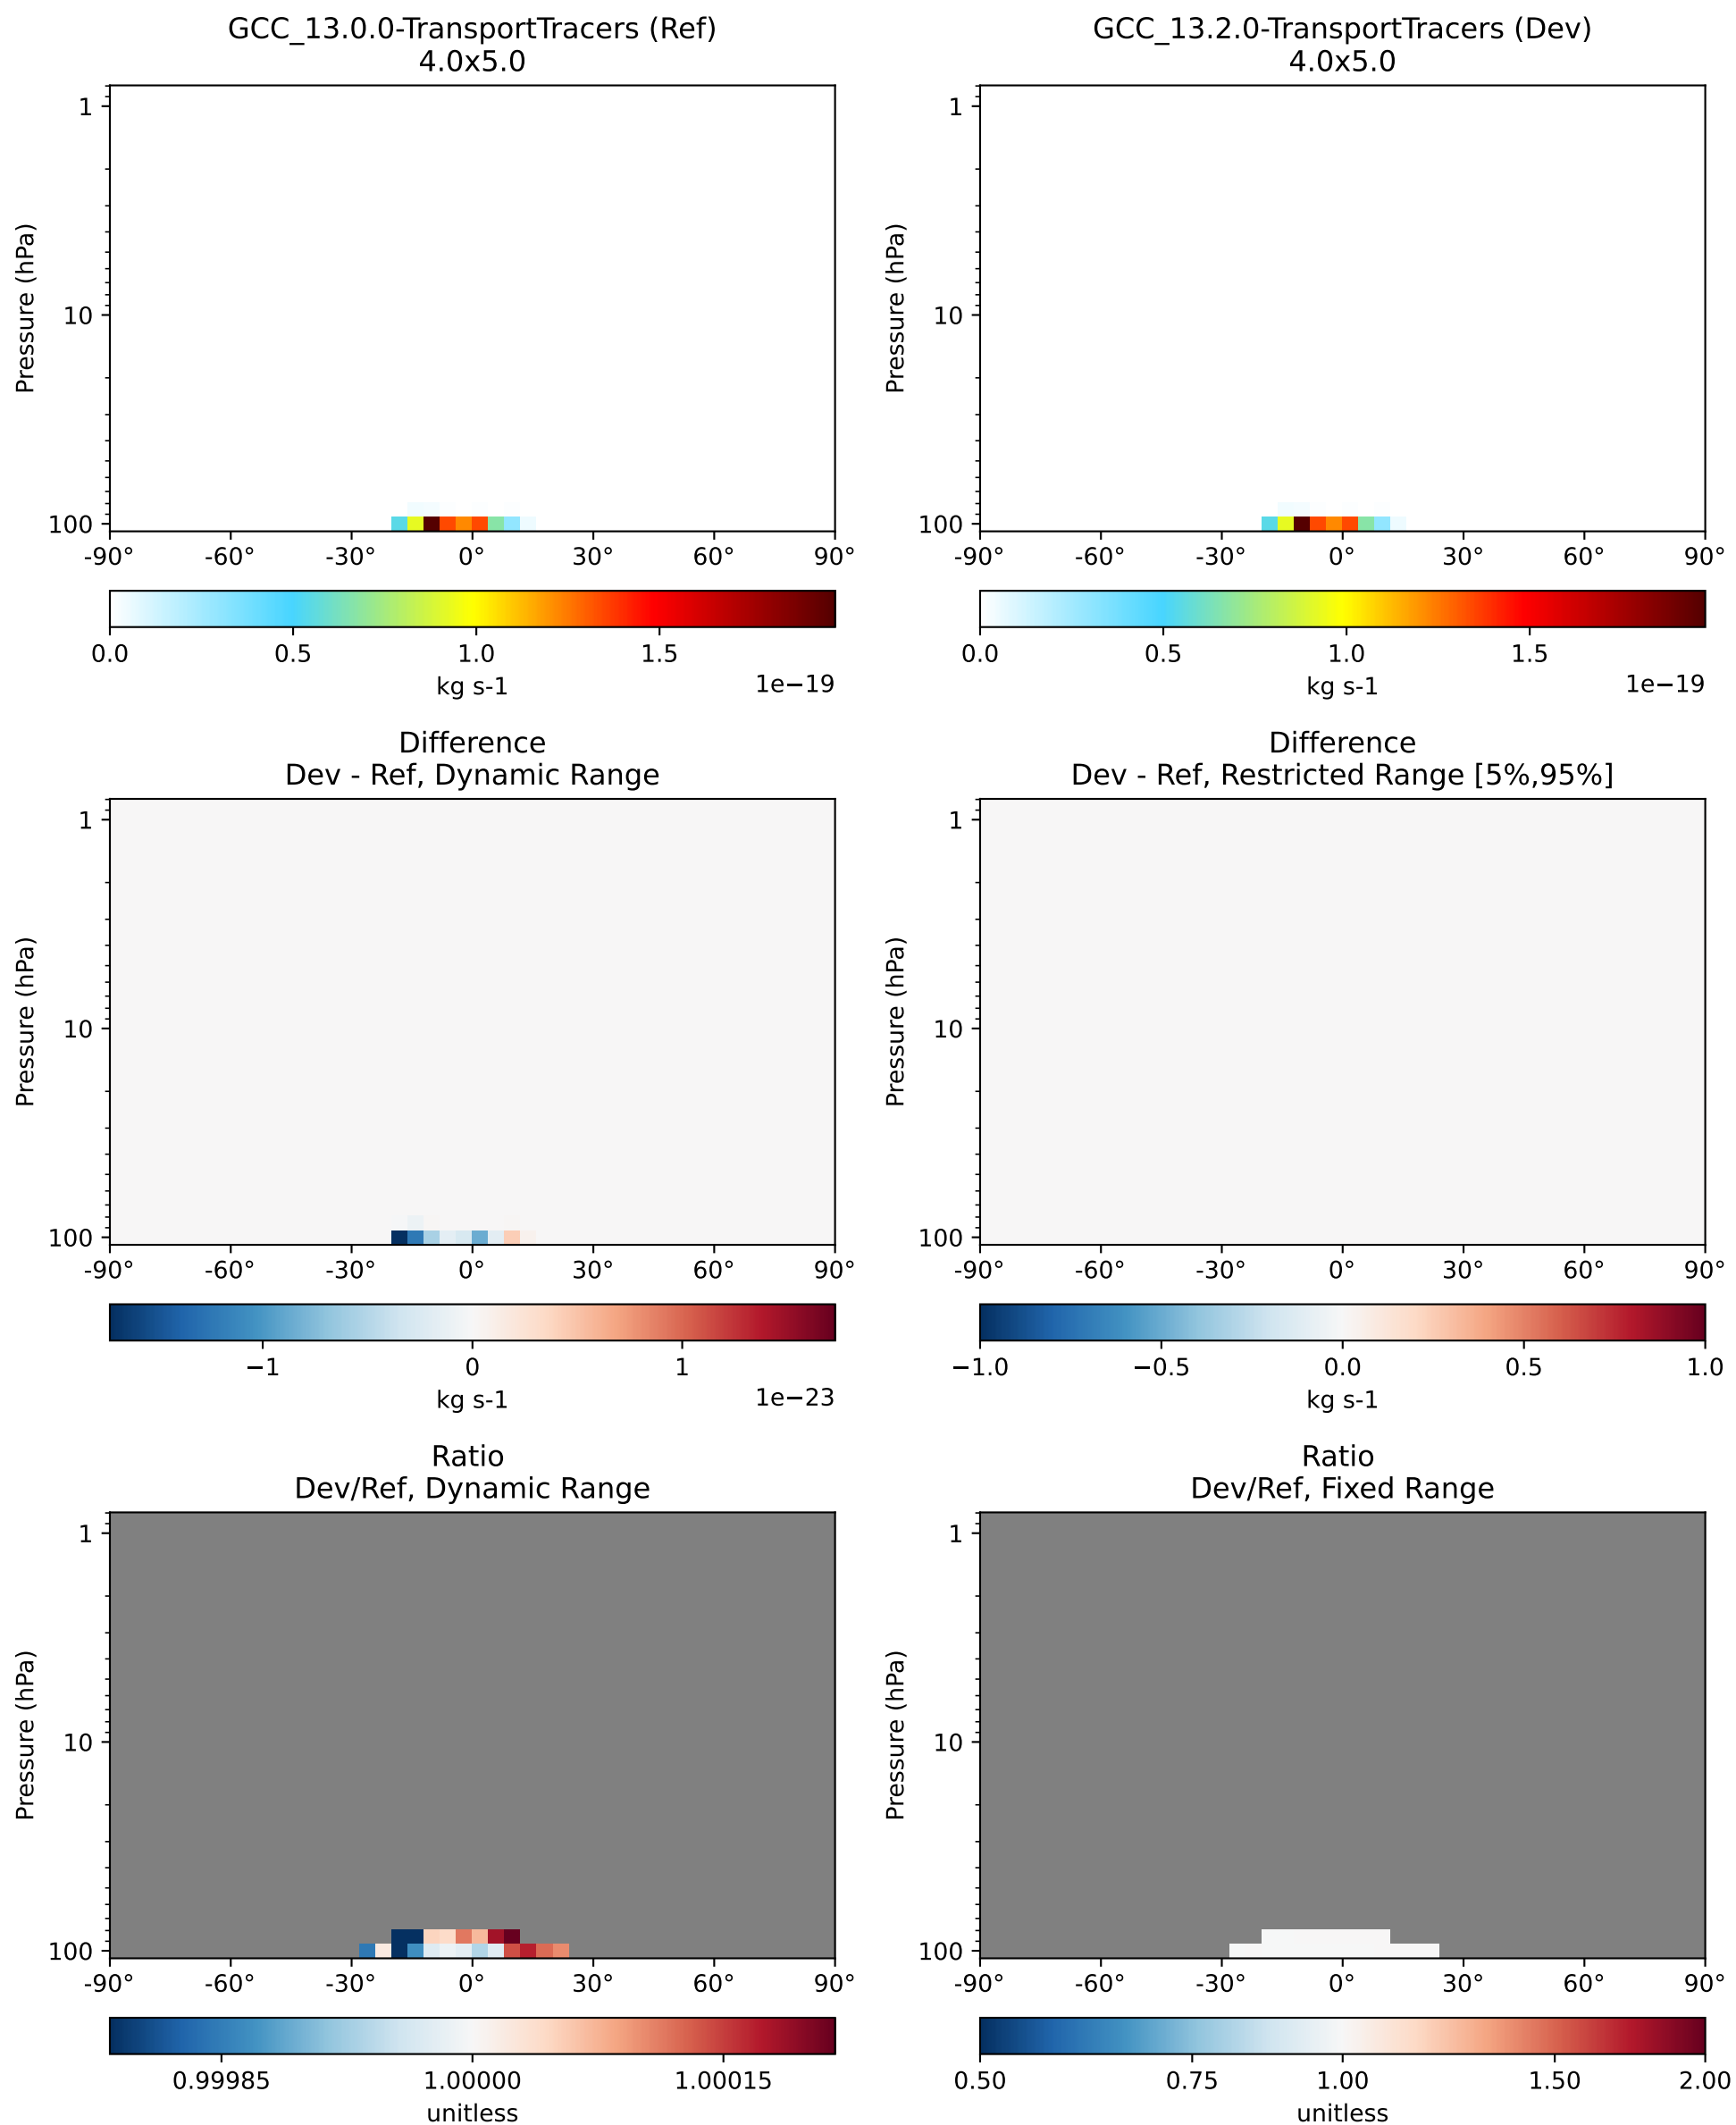 GCC_13.0.0-TransportTracers (Ref)
4.0x5.0
Pressure (hPa)
1
10
100
-90° -60° -30° 0° 30° 60° 90°
0.0 0.5 1.0 1.5
kg s-1
1e−19
GCC_13.2.0-TransportTracers (Dev)
4.0x5.0
Pressure (hPa)
1
10
100
-90° -60° -30° 0° 30° 60° 90°
0.0 0.5 1.0 1.5
kg s-1
1e−19
Difference
Dev - Ref, Dynamic Range
Pressure (hPa)
1
10
100
-90° -60° -30° 0° 30° 60° 90°
−1 0 1
kg s-1
1e−23
Difference
Dev - Ref, Restricted Range [5%,95%]
Pressure (hPa)
1
10
100
-90° -60° -30° 0° 30° 60° 90°
−1.0 −0.5 0.0 0.5 1.0
kg s-1
Ratio
Dev/Ref, Dynamic Range
Pressure (hPa)
1
10
100
-90° -60° -30° 0° 30° 60° 90°
0.99985 1.00000 1.00015
unitless
Ratio
Dev/Ref, Fixed Range
Pressure (hPa)
1
10
100
-90° -60° -30° 0° 30° 60° 90°
0.50 0.75 1.00 1.50 2.00
unitless